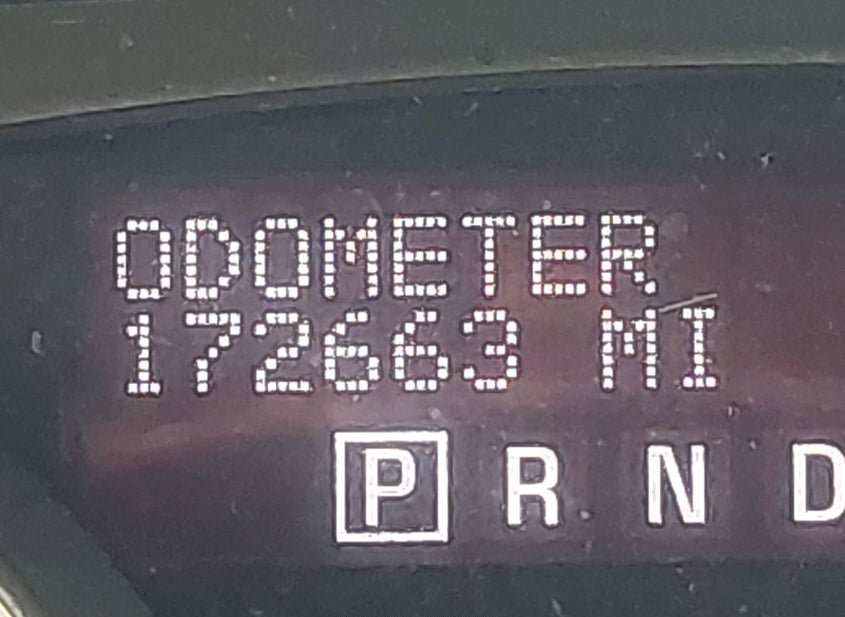 ODOMETER
172663 MI
P R N D